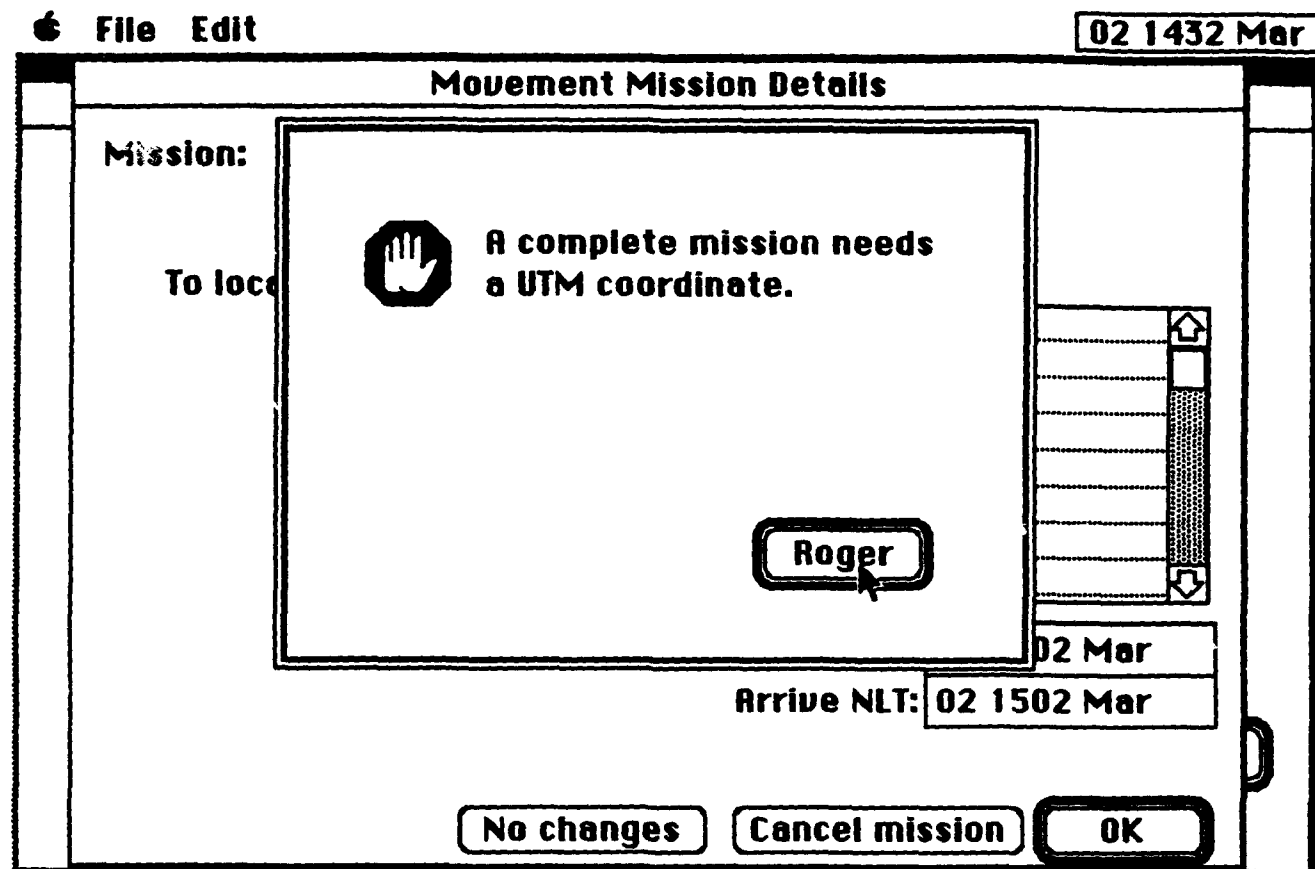 File Edit
02 1432 Mar
Movement Mission Details
Mission:
A complete mission needs
a UTM coordinate.
To loca
Roger
02 Mar
Arrive NLT: 02 1502 Mar
No changes
Cancel mission
OK